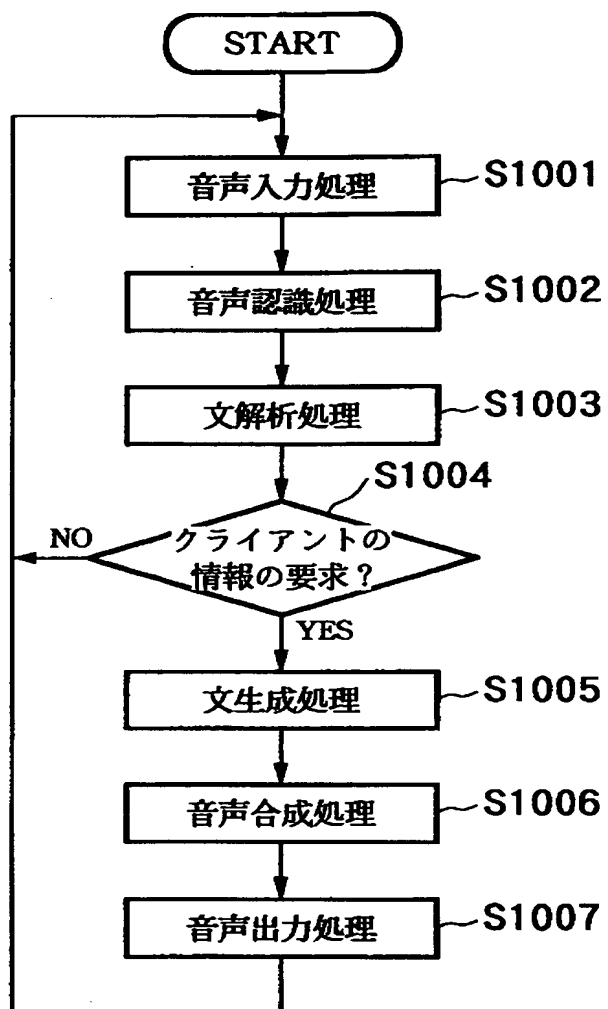 START
音声入力処理 S1001
音声認識処理 S1002
文解析処理 S1003
S1004
クライアントの
情報の要求？
NO
YES
文生成処理 S1005
音声合成処理 S1006
音声出力処理 S1007